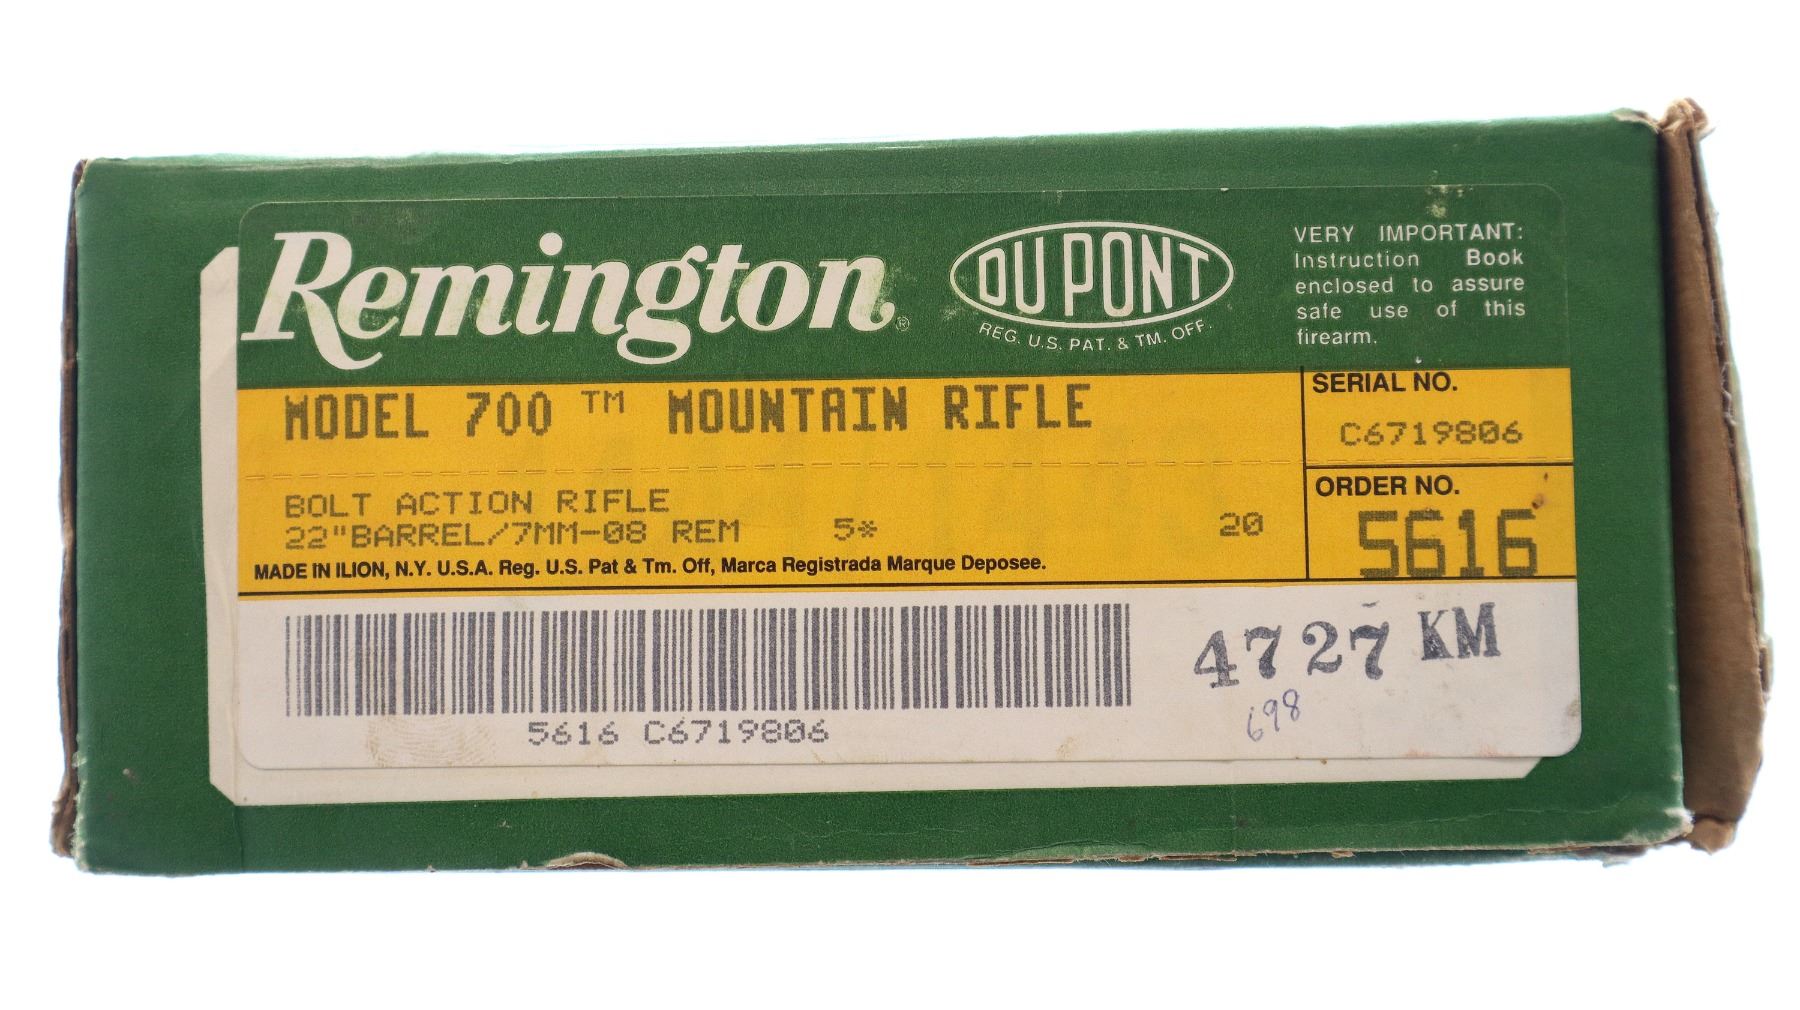 Remington®
DU PONT
REG. U.S. PAT. & TM. OFF.
VERY IMPORTANT:
Instruction Book
enclosed to assure
safe use of this
firearm.
MODEL 700 ™ MOUNTAIN RIFLE
SERIAL NO.
C6719806
BOLT ACTION RIFLE
22"BARREL/7MM-08 REM 5* 20
ORDER NO.
5616
MADE IN ILION, N.Y. U.S.A. Reg. U.S. Pat & Tm. Off, Marca Registrada Marque Deposee.
4727 KM
698
5616 C6719806